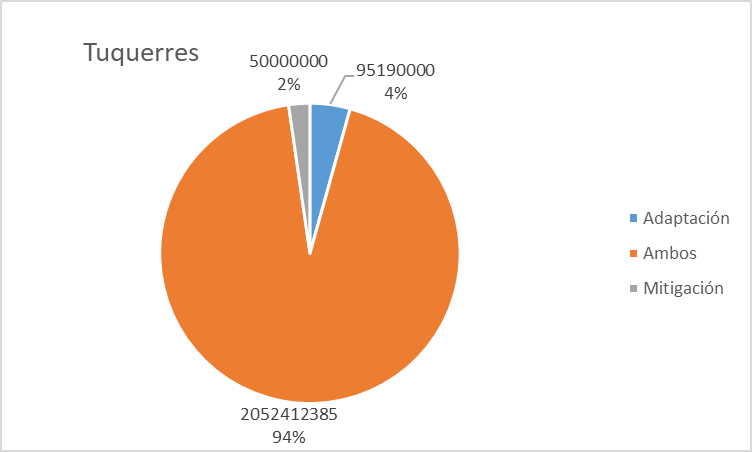 Tuquerres
50000000
2%
95190000
4%
Adaptación
Ambos
Mitigación
2052412385
94%